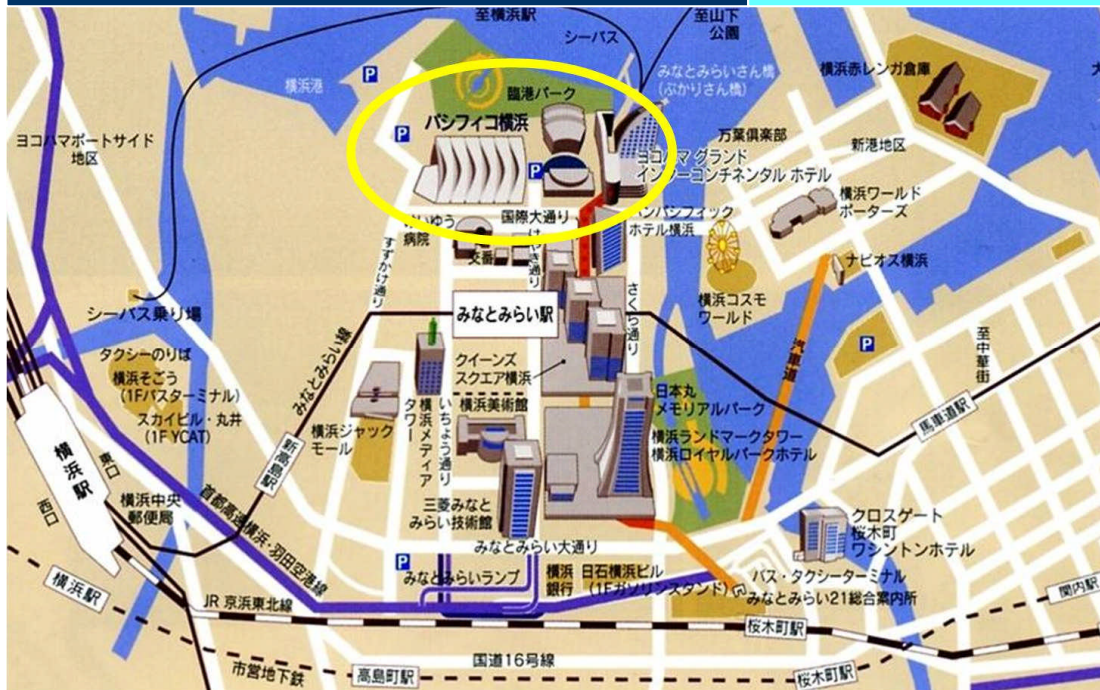 至横浜駅
至山下
公園
シーバス
みなとみらいさん橋
(ぷかりさん橋)
横浜赤レンガ倉庫
大
横浜港
P
臨港パーク
P
パシフィコ横浜
万葉倶楽部
新港地区
ヨコハマポートサイド
地区
P
ヨコハマ グランド
インターコンチネンタル ホテル
横浜ワールド
ポーターズ
国際大通り
パンパシフィック
ホテル横浜
けいゆう
病院
交番
けやき通り
すずかけ通り
ナビオス横浜
さくら通り
横浜コスモ
ワールド
シーバス乗り場
みなとみらい駅
みなとみらい線
P
汽車道
至中華街
タクシーのりば
横浜そごう
(1Fバスターミナル)
スカイビル・丸井
(1F YCAT)
クイーンズ
スクエア横浜
日本丸
メモリアルパーク
横浜美術館
横浜ジャック
モール
横浜メディア
タワー
いちょう通り
馬車道駅
横浜ランドマークタワー
横浜ロイヤルパークホテル
新高島駅
横浜駅
東口
西口
横浜中央
郵便局
首都高速横浜・羽田空港線
三菱みなと
みらい技術館
みなとみらい大通り
クロスゲート
桜木町
ワシントンホテル
P
みなとみらいランプ
横浜
銀行
日石横浜ビル
(1Fガソリンスタンド)
バス・タクシーターミナル
みなとみらい21総合案内所
横浜駅
JR 京浜東北線
関内駅
桜木町駅
国道16号線
市営地下鉄
高島町駅
桜木町駅